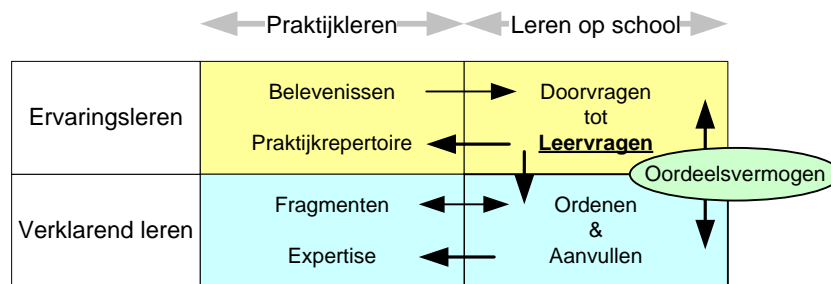 Praktijkleren Leren op school
Ervaringsleren Belevenissen Doorvragen
tot
Praktijkrepertoire Leervragen
Oordeelsvermogen
Verklarend leren Fragmenten Ordenen
&
Expertise Aanvullen